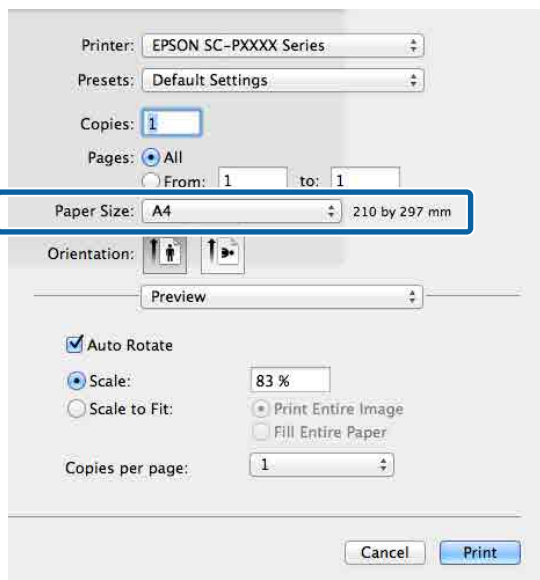 Printer: EPSON SC-PXXXX Series
Presets: Default Settings
Copies: 1
Pages: All
From: 1 to: 1
Paper Size: A4 210 by 297 mm
Orientation:
Preview
Auto Rotate
Scale: 83 %
Scale to Fit: Print Entire Image
Fill Entire Paper
Copies per page: 1
Cancel Print